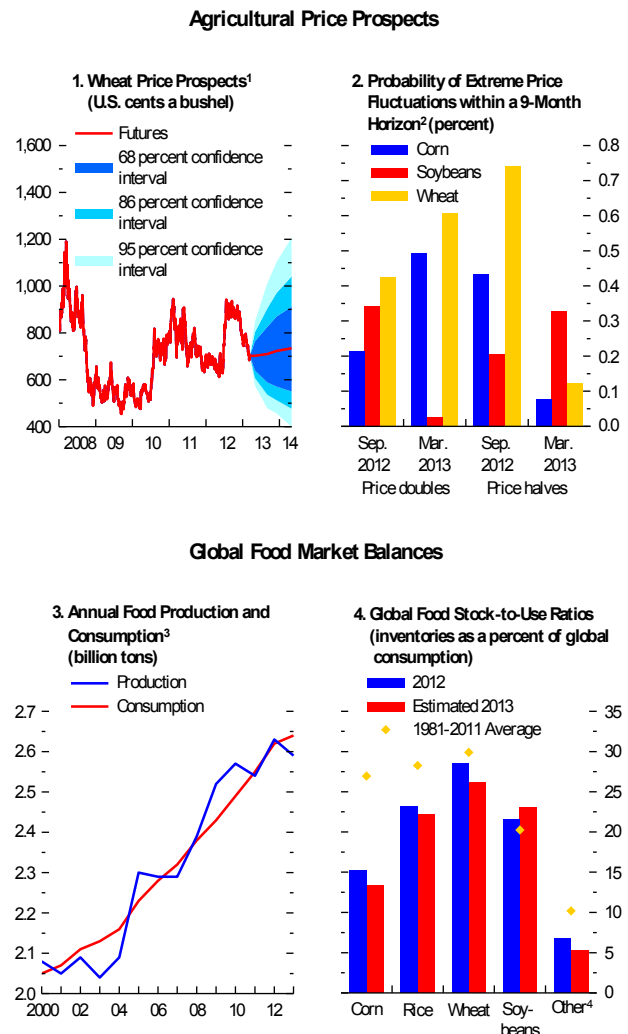 Agricultural Price Prospects
1. Wheat Price Prospects¹
(U.S. cents a bushel)
Futures
68 percent confidence
interval
86 percent confidence
interval
95 percent confidence
interval
1,600
1,400
1,200
1,000
800
600
400
2008 09 10 11 12 13 14
2. Probability of Extreme Price
Fluctuations within a 9-Month
Horizon² (percent)
Corn
Soybeans
Wheat
0.8
0.7
0.6
0.5
0.4
0.3
0.2
0.1
0.0
Sep. Mar. Sep. Mar.
2012 2013 2012 2013
Price doubles Price halves
Global Food Market Balances
3. Annual Food Production and
Consumption³
(billion tons)
Production
Consumption
2.7
2.6
2.5
2.4
2.3
2.2
2.1
2.0
2000 02 04 06 08 10 12
4. Global Food Stock-to-Use Ratios
(inventories as a percent of global
consumption)
2012
Estimated 2013
1981-2011 Average
35
30
25
20
15
10
5
0
Corn Rice Wheat Soy- Other⁴
beans